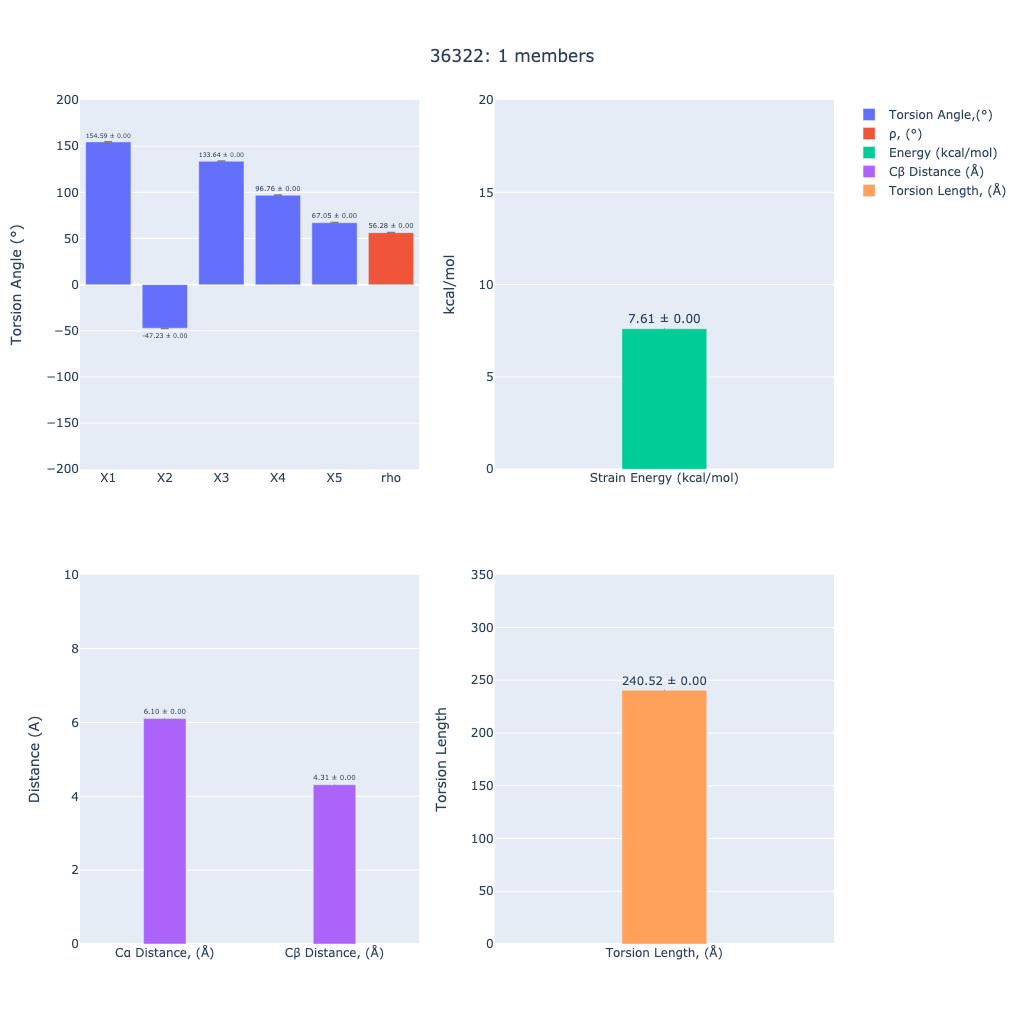 36322: 1 members
Torsion Angle (°)
200
150
100
50
0
−50
−100
−150
−200
154.59 ± 0.00
-47.23 ± 0.00
133.64 ± 0.00
96.76 ± 0.00
67.05 ± 0.00
56.28 ± 0.00
X1 X2 X3 X4 X5 rho
kcal/mol
20
15
10
5
0
7.61 ± 0.00
Strain Energy (kcal/mol)
Torsion Angle,(°)
ρ, (°)
Energy (kcal/mol)
Cβ Distance (Å)
Torsion Length, (Å)
Distance (A)
10
8
6
4
2
0
6.10 ± 0.00
4.31 ± 0.00
Cα Distance, (Å) Cβ Distance, (Å)
Torsion Length
350
300
250
200
150
100
50
0
240.52 ± 0.00
Torsion Length, (Å)